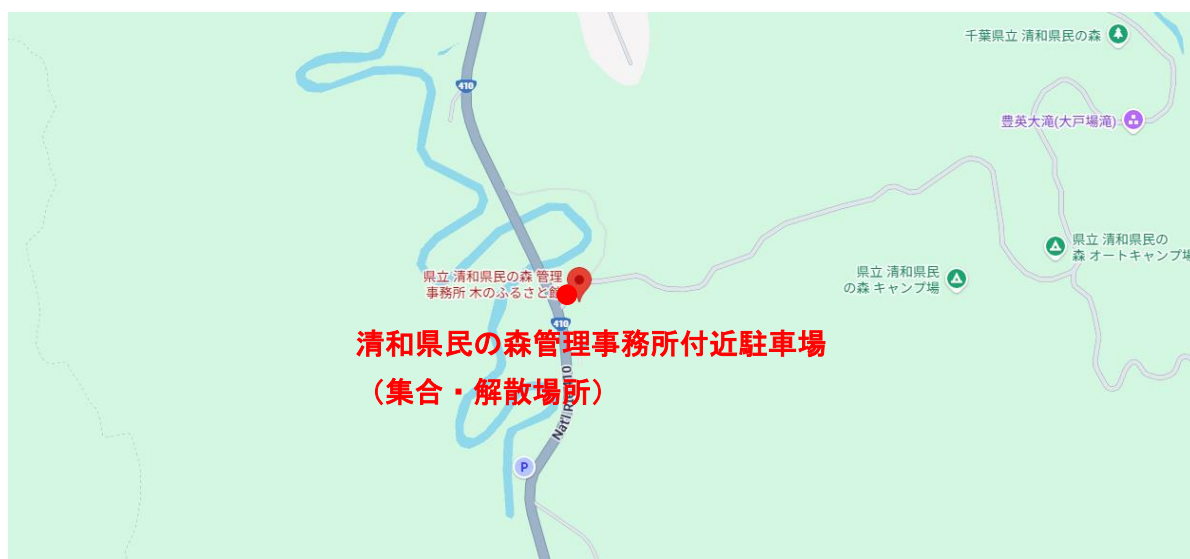 千葉県立 清和県民の森
410
豊英大滝(大戸場滝)
県立 清和県民の
森 オートキャンプ場
県立 清和県民
の森 キャンプ場
県立 清和県民の森 管理
事務所 木のふるさと館
410
清和県民の森管理事務所付近駐車場
（集合・解散場所）
Nat'l Rte 410
P